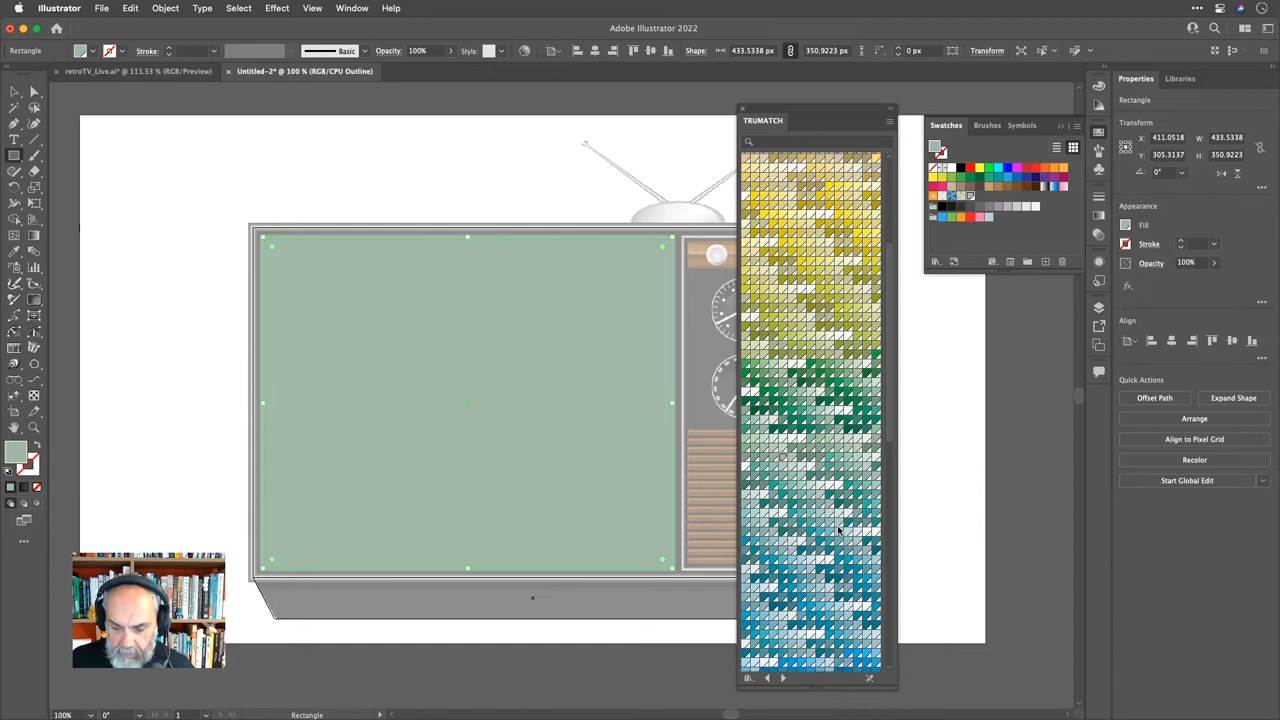 Illustrator File Edit Object Type Select Effect View Window Help
Adobe Illustrator 2022
Rectangle Stroke: Basic Opacity: 100% Style: Shape: 433.5338 px 350.9223 px 0 px Transform
× retroTV_Live.ai* @ 111.53 % (RGB/Preview) × Untitled-2* @ 100 % (RGB/CPU Outline)
Properties Libraries
Rectangle
TRUMATCH
Swatches Brushes Symbols
Transform
X: 411.0518 W: 433.5338
Y: 305.3137 H: 350.9223
0°
Appearance
Fill
Stroke
Opacity 100%
fx.
Align
Quick Actions
Offset Path Expand Shape
Arrange
Align to Pixel Grid
Recolor
Start Global Edit
100% 0° 1 Rectangle